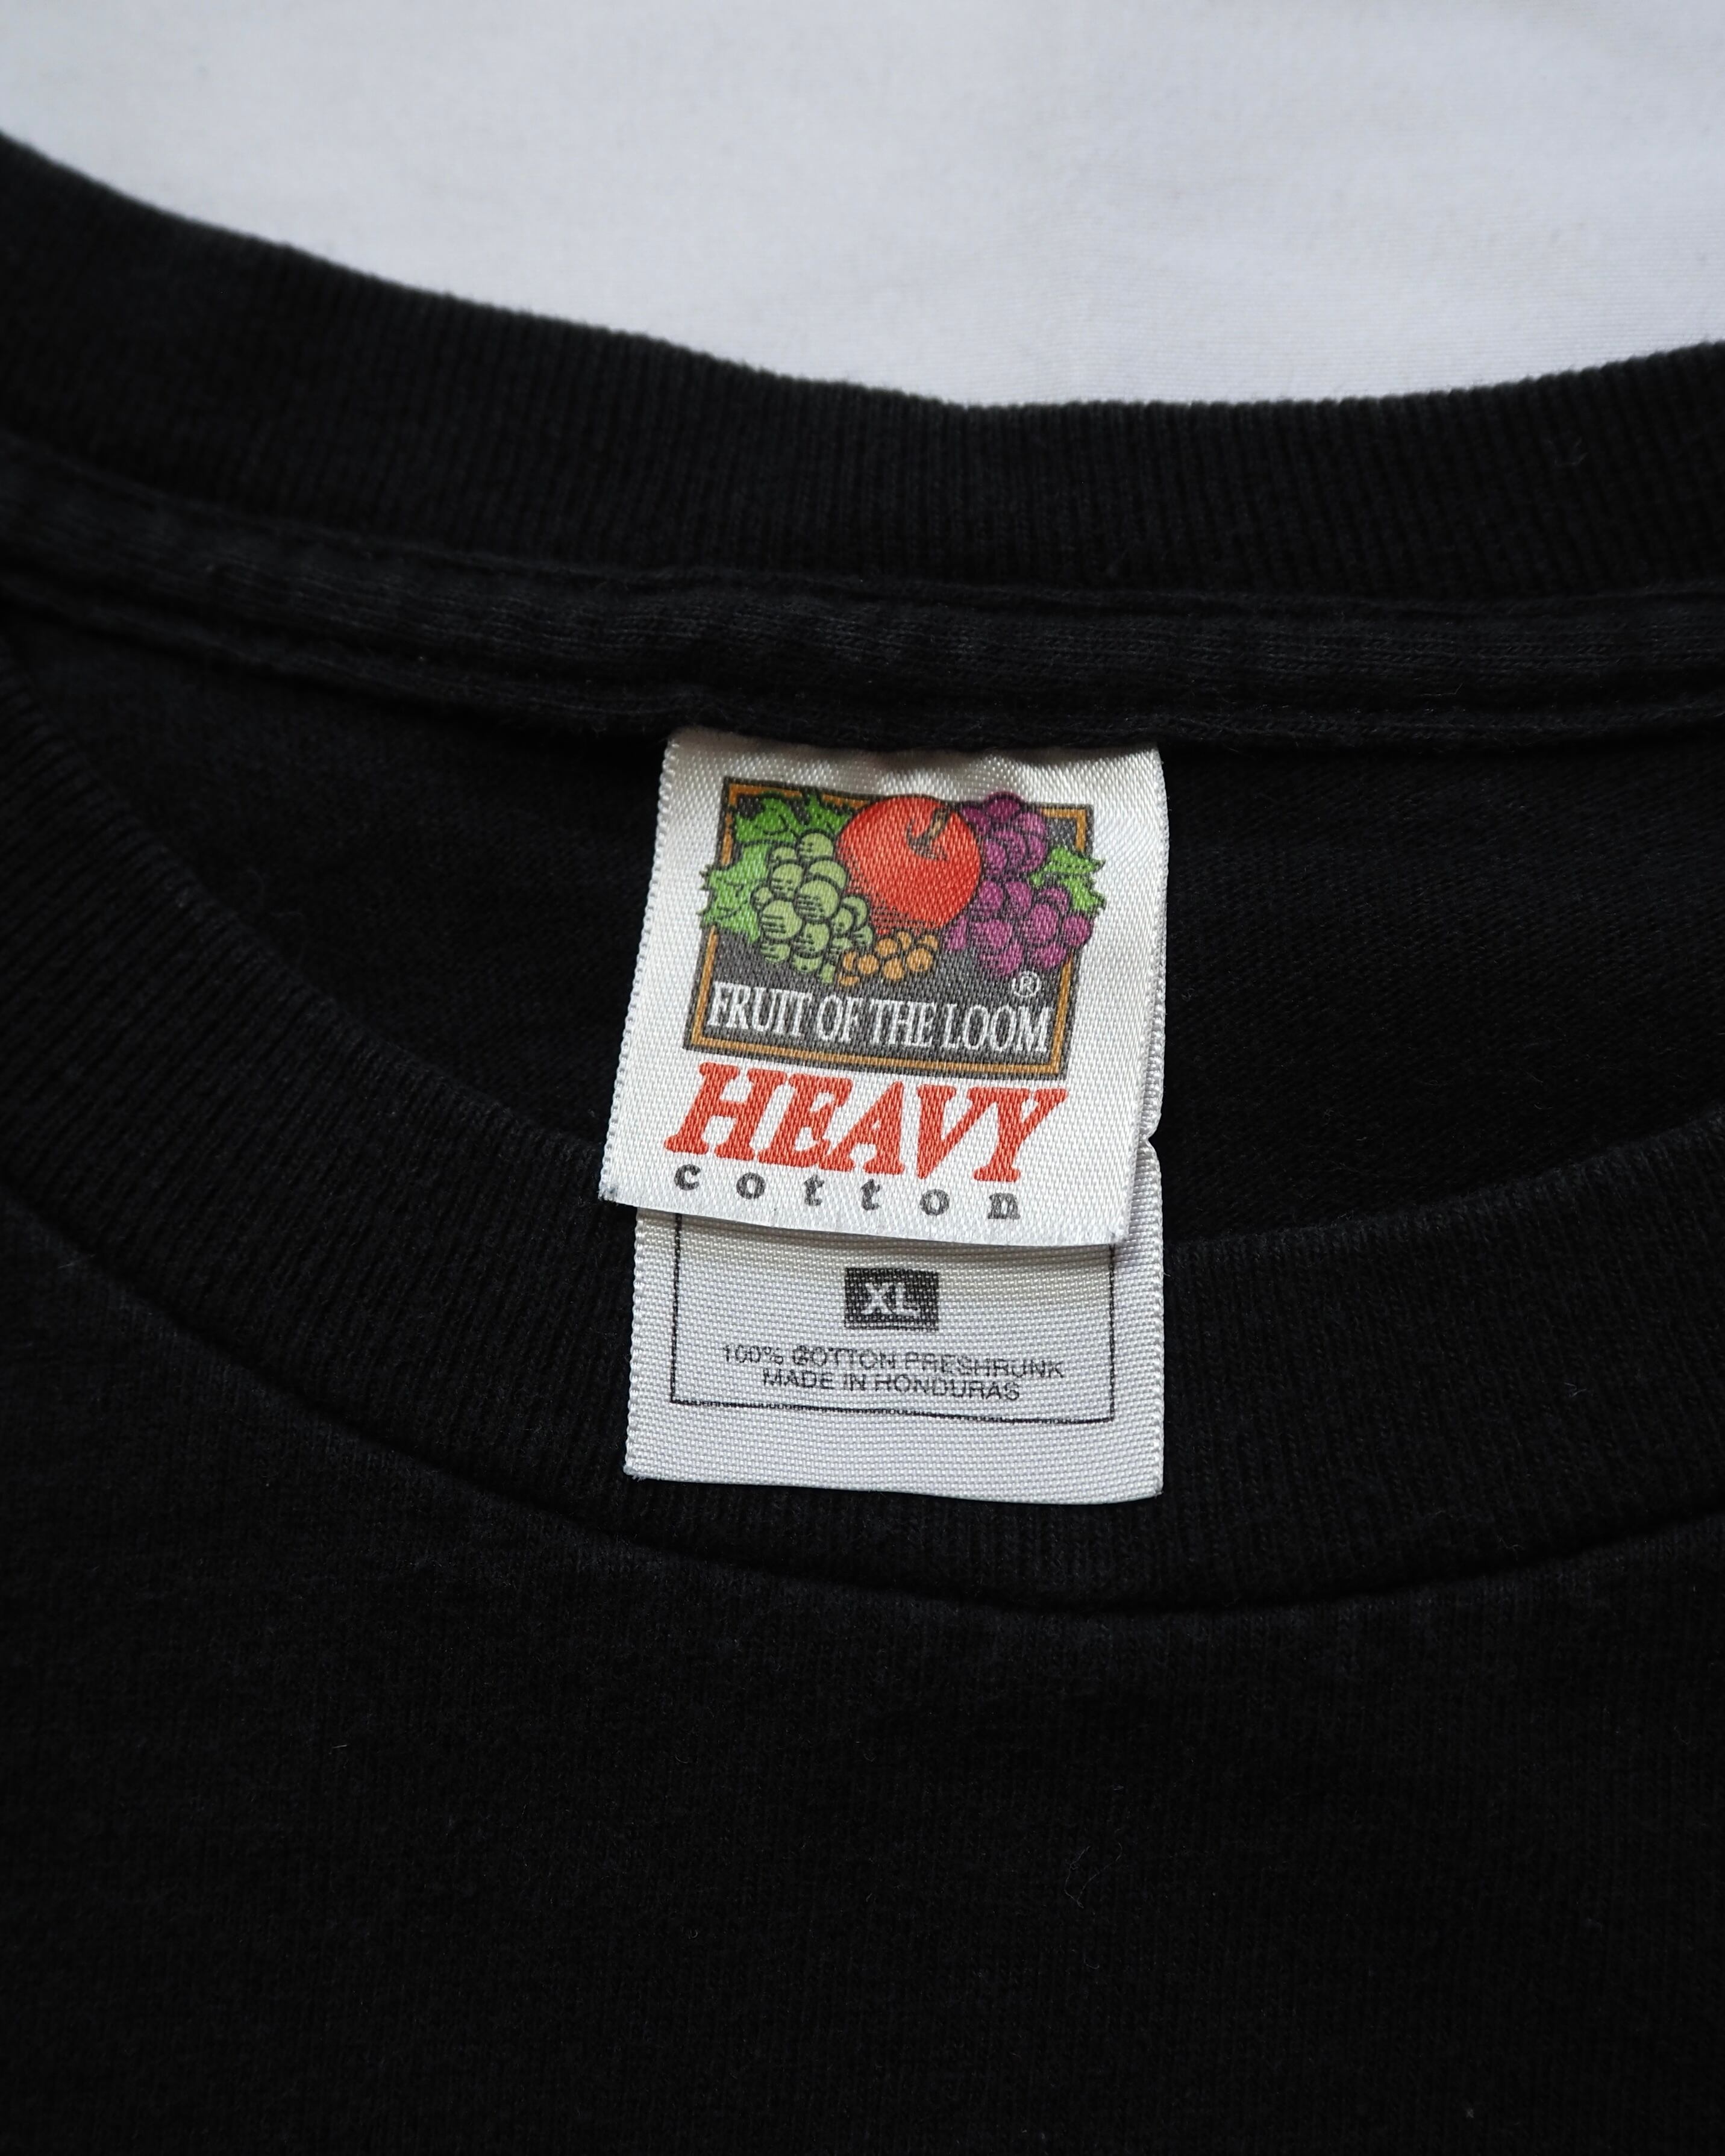 ®
FRUIT OF THE LOOM
HEAVY
cotton
XL
100% COTTON PRESHRUNK
MADE IN HONDURAS